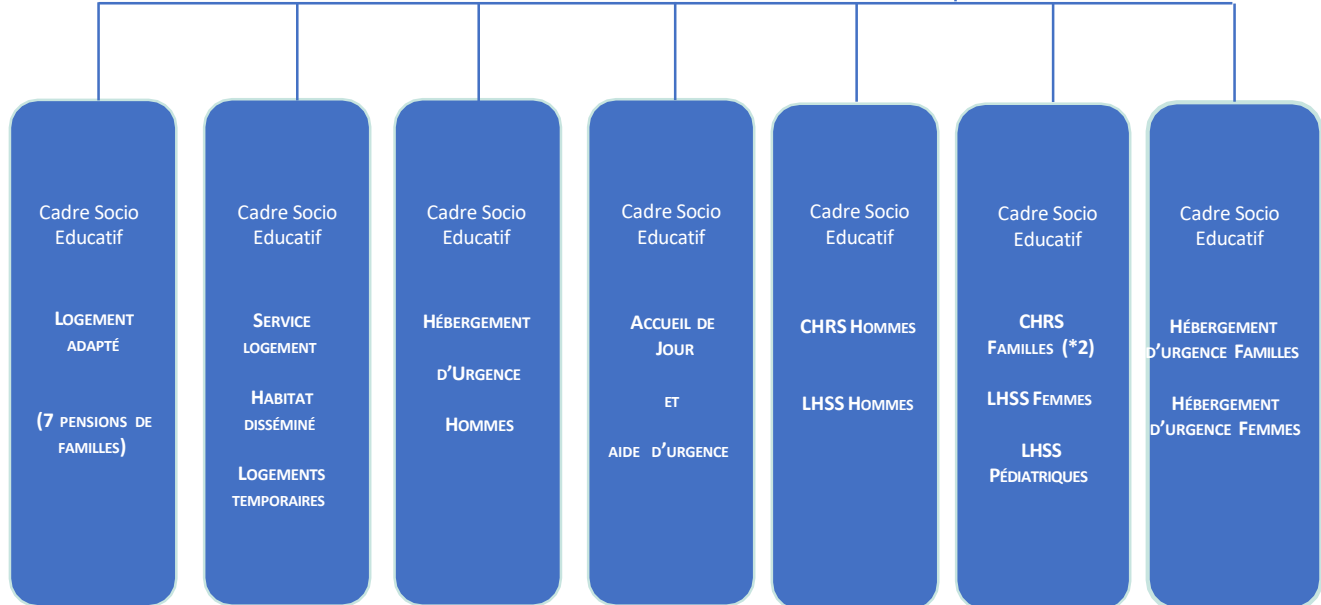 Cadre Socio
Educatif
LOGEMENT
ADAPTÉ
(7 PENSIONS DE
FAMILLES)
Cadre Socio
Educatif
SERVICE
LOGEMENT
HABITAT
DISSÉMINÉ
LOGEMENTS
TEMPORAIRES
Cadre Socio
Educatif
HÉBERGEMENT
D'URGENCE
HOMMES
Cadre Socio
Educatif
ACCUEIL DE
JOUR
ET
AIDE D'URGENCE
Cadre Socio
Educatif
CHRS HOMMES
LHSS HOMMES
Cadre Socio
Educatif
CHRS
FAMILLES (*2)
LHSS FEMMES
LHSS
PÉDIATRIQUES
Cadre Socio
Educatif
HÉBERGEMENT
D'URGENCE FAMILLES
HÉBERGEMENT
D'URGENCE FEMMES